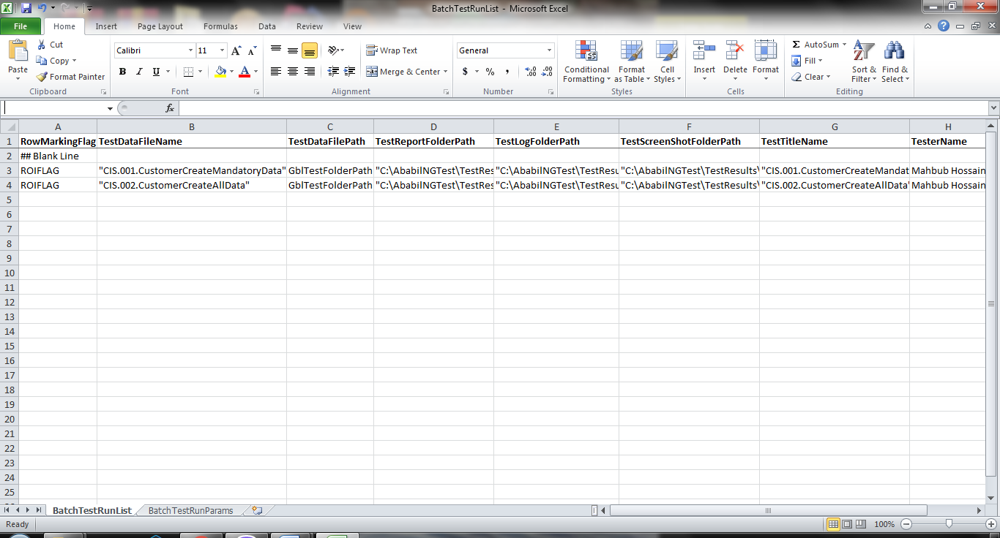 BatchTestRunList - Microsoft Excel
File Home Insert Page Layout Formulas Data Review View
Paste
Cut
Copy
Format Painter
Clipboard
Calibri 11
B I U
Font
Wrap Text
Merge & Center
Alignment
General
$ % ,
Number
Conditional Formatting
Format as Table
Cell Styles
Styles
Insert Delete Format
Cells
Σ AutoSum
Fill
Clear
Sort & Filter
Find & Select
Editing
fx
A B C D E F G H
1 RowMarkingFlag TestDataFileName TestDataFilePath TestReportFolderPath TestLogFolderPath TestScreenShotFolderPath TestTitleName TesterName
2 ## Blank Line
3 ROIFLAG "CIS.001.CustomerCreateMandatoryData" GblTestFolderPath "C:\AbabilNGTest\TestRes "C:\AbabilNGTest\TestResu "C:\AbabilNGTest\TestResults\ "CIS.001.CustomerCreateMandat Mahbub Hossain
4 ROIFLAG "CIS.002.CustomerCreateAllData" GblTestFolderPath "C:\AbabilNGTest\TestRes "C:\AbabilNGTest\TestResu "C:\AbabilNGTest\TestResults\ "CIS.002.CustomerCreateAllData" Mahbub Hossain
5
6
7
8
9
10
11
12
13
14
15
16
17
18
19
20
21
22
23
24
25
BatchTestRunList BatchTestRunParams
Ready 100%